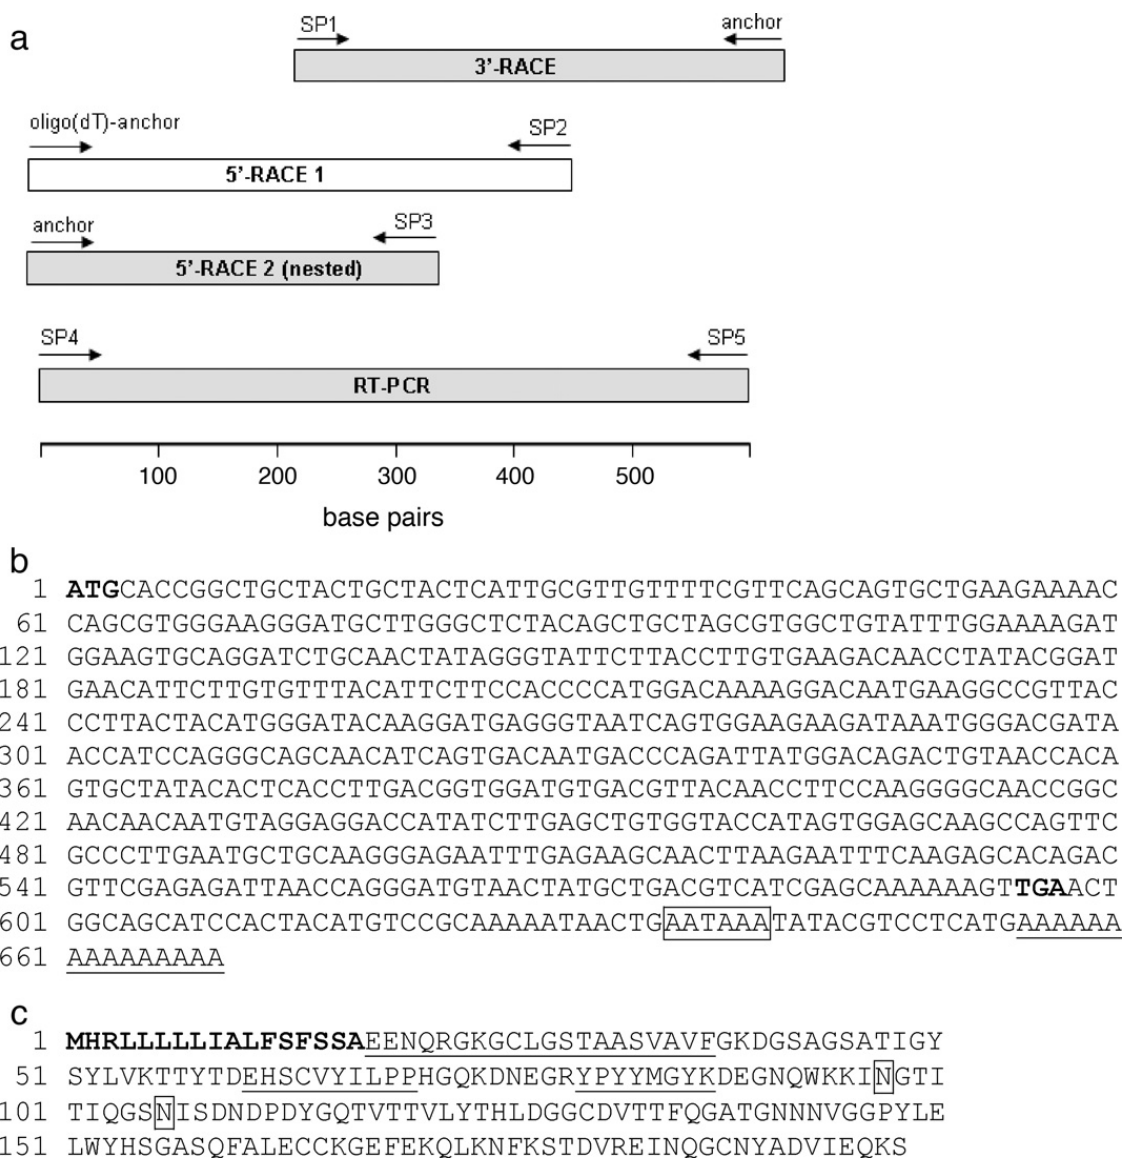 a
SP1 anchor
3'-RACE
oligo(dT)-anchor SP2
5'-RACE 1
anchor SP3
5'-RACE 2 (nested)
SP4 SP5
RT-PCR
100 200 300 400 500
base pairs
b
1 ATGCACCGGCTGCTACTGCTACTCATTGCGTTGTTTTCGTTCAGCAGTGCTGAAGAAAAC
61 CAGCGTGGGAAGGGATGCTTGGGCTCTACAGCTGCTAGCGTGGCTGTATTTGGAAAAGAT
121 GGAAGTGCAGGATCTGCAACTATAGGGTATTCTTACCTTGTGAAGACAACCTATACGGAT
181 GAACATTCTTGTGTTTACATTCTTCCACCCCATGGACAAAAGGACAATGAAGGCCGTTAC
241 CCTTACTACATGGGATACAAGGATGAGGGTAATCAGTGGAAGAAGATAAATGGGACGATA
301 ACCATCCAGGGCAGCAACATCAGTGACAATGACCCAGATTATGGACAGACTGTAACCACA
361 GTGCTATACACTCACCTTGACGGTGGATGTGACGTTACAACCTTCCAAGGGGCAACCGGC
421 AACAACAATGTAGGAGGACCATATCTTGAGCTGTGGTACCATAGTGGAGCAAGCCAGTTC
481 GCCCTTGAATGCTGCAAGGGAGAATTTGAGAAGCAACTTAAGAATTTCAAGAGCACAGAC
541 GTTCGAGAGATTAACCAGGGATGTAACTATGCTGACGTCATCGAGCAAAAAAGTTGAACT
601 GGCAGCATCCACTACATGTCCGCAAAAATAACTGAATAAATATACGTCCTCATGAAAAAA
661 AAAAAAAAA
c
1 MHRLLLLLIALFSFSSAEENQRGKGCLGSTAASVAVFGKDGSAGSATIGY
51 SYLVKTTYTDEHSCVYILPPHGQKDNEGRYPYYMGYKDEGNQWKKINGTI
101 TIQGSNISDNDPDYGQTVTTVLYTHLDGGCDVTTFQGATGNNNVGGPYLE
151 LWYHSGASQFALECCKGEFEKQLKNFKSTDVREINQGCNYADVIEQKS